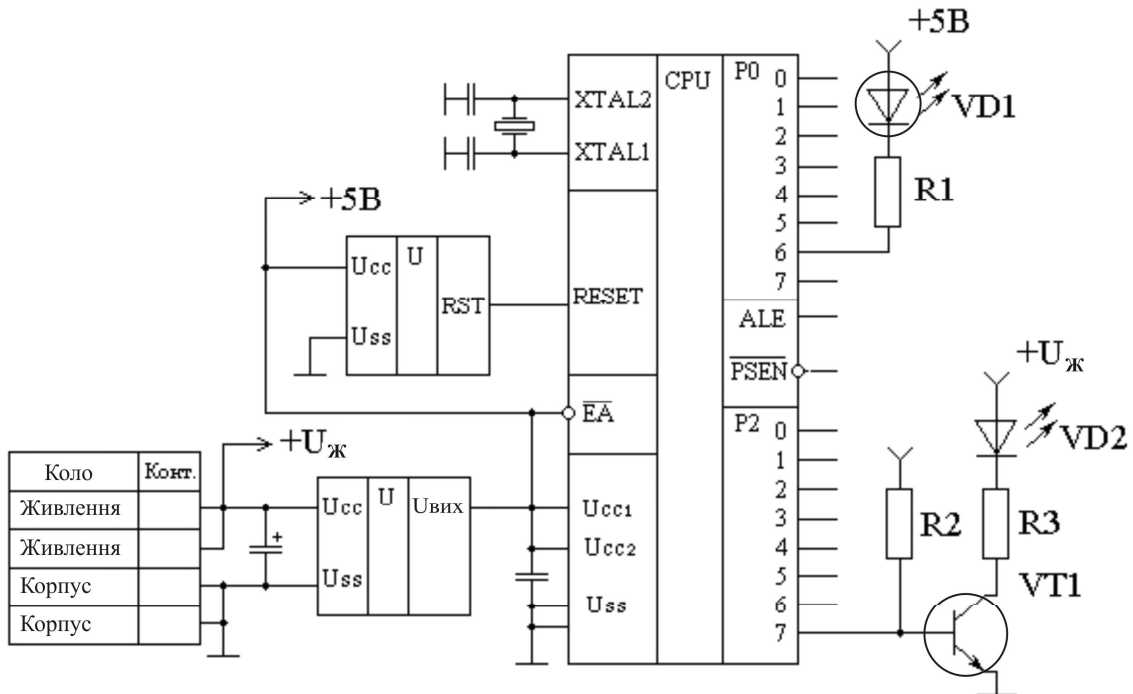 +5В
VD1
R1
XTAL2
XTAL1
CPU
P0
0
1
2
3
4
5
6
7
+5В
Ucc
U
RST
Uss
RESET
ALE
PSEN
EA
+Uж
P2
0
1
2
3
4
5
6
7
+Uж
VD2
R2
R3
VT1
Коло Конт.
Живлення
Живлення
Корпус
Корпус
Ucc
U
Uвих
Uss
Ucc1
Ucc2
Uss